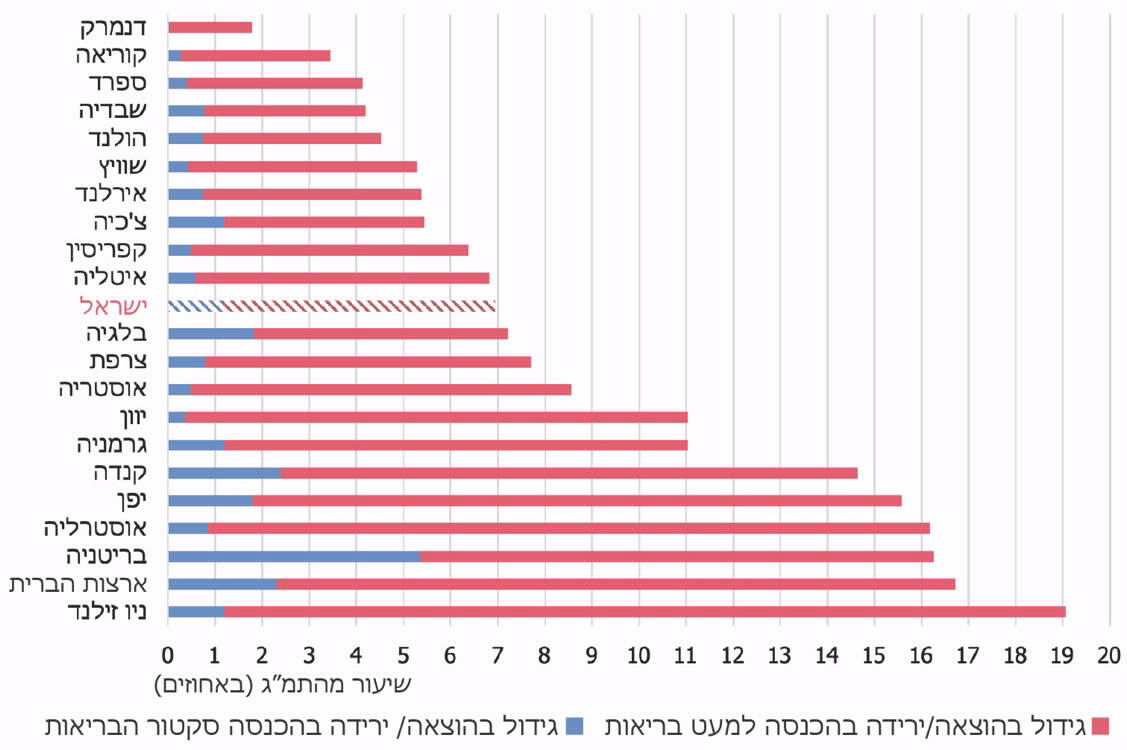 דנמרק
קוריאה
ספרד
שבדיה
הולנד
שוויץ
אירלנד
צ'כיה
קפריסין
איטליה
ישראל
בלגיה
צרפת
אוסטריה
יוון
גרמניה
קנדה
יפן
אוסטרליה
בריטניה
ארצות הברית
ניו זילנד
0 1 2 3 4 5 6 7 8 9 10 11 12 13 14 15 16 17 18 19 20
שיעור מהתמ"ג (באחוזים)
גידול בהוצאה/ירידה בהכנסה למעט בריאות גידול בהוצאה/ ירידה בהכנסה סקטור הבריאות